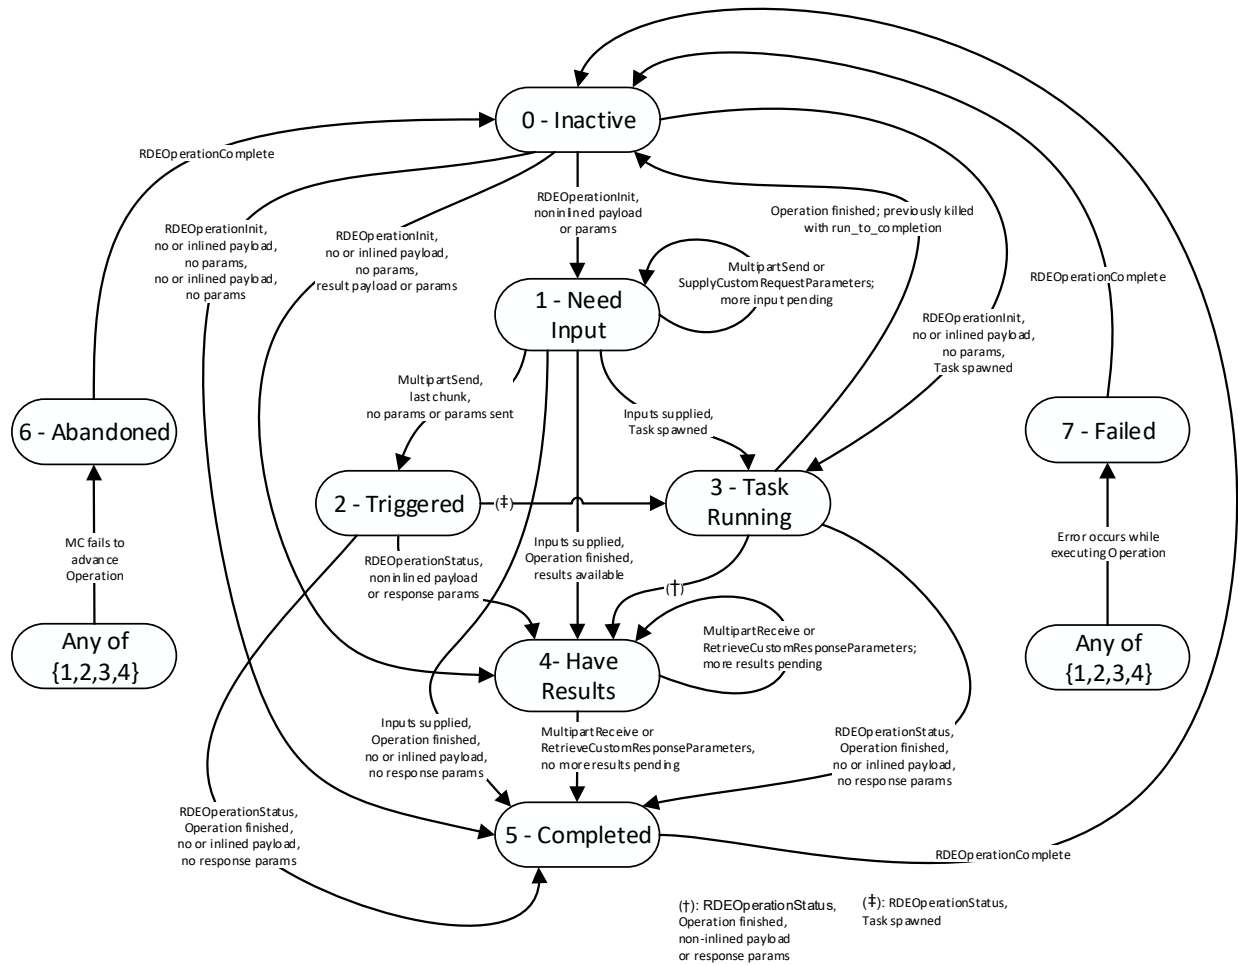 0 - Inactive
RDEOperationComplete
RDEOperationInit,
no or inlined payload,
no params,
no or inlined payload,
no params
RDEOperationInit,
no or inlined payload,
no params,
result payload or params
RDEOperationInit,
noninlined payload
or params
Operation finished; previously killed
with run_to_completion
RDEOperationComplete
MultipartSend or
SupplyCustomRequestParameters;
more input pending
1 - Need
Input
RDEOperationInit,
no or inlined payload,
no params,
Task spawned
MultipartSend,
last chunk,
no params or params sent
Inputs supplied,
Task spawned
6 - Abandoned
7 - Failed
2 - Triggered
(‡)
3 - Task
Running
MC fails to
advance
Operation
RDEOperationStatus,
noninlined payload
or response params
Inputs supplied,
Operation finished,
results available
(†)
Error occurs while
executing Operation
Any of
{1,2,3,4}
4- Have
Results
MultipartReceive or
RetrieveCustomResponseParameters;
more results pending
Any of
{1,2,3,4}
Inputs supplied,
Operation finished,
no or inlined payload,
no response params
MultipartReceive or
RetrieveCustomResponseParameters,
no more results pending
RDEOperationStatus,
Operation finished,
no or inlined payload,
no response params
RDEOperationStatus,
Operation finished,
no or inlined payload,
no response params
5 - Completed
RDEOperationComplete
(†): RDEOperationStatus,
Operation finished,
non-inlined payload
or response params
(‡): RDEOperationStatus,
Task spawned